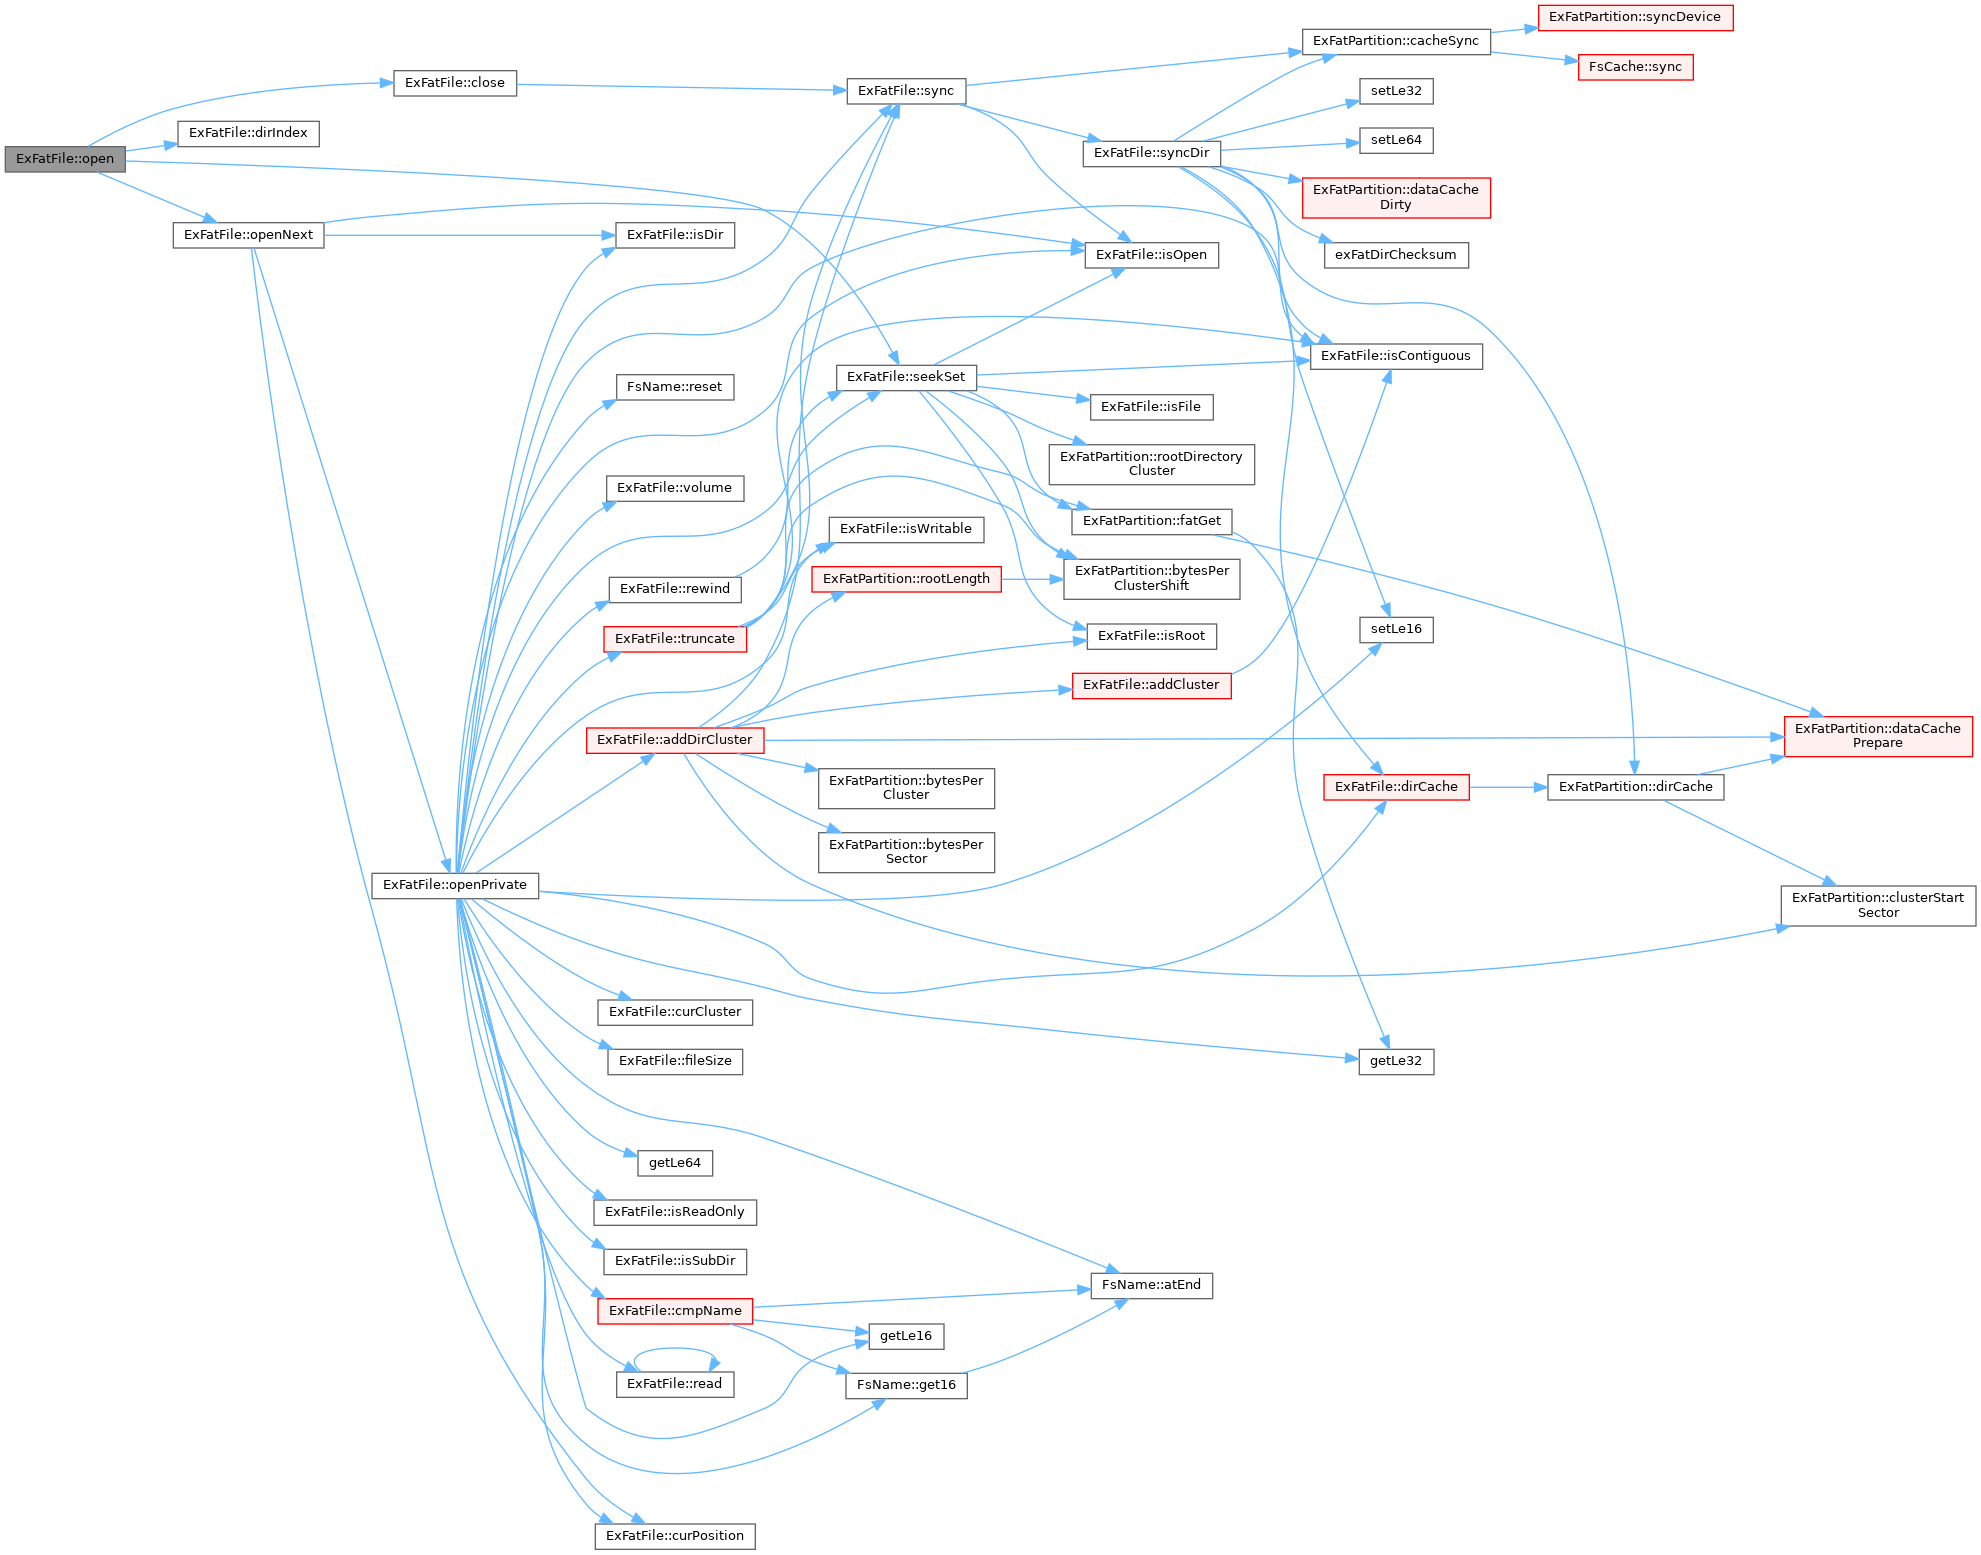 ExFatPartition::syncDevice
ExFatPartition::cacheSync
FsCache::sync
ExFatFile::close
ExFatFile::sync
setLe32
ExFatFile::dirIndex
setLe64
ExFatFile::open
ExFatFile::syncDir
ExFatPartition::dataCache
Dirty
ExFatFile::openNext
ExFatFile::isDir
ExFatFile::isOpen
exFatDirChecksum
ExFatFile::isContiguous
ExFatFile::seekSet
FsName::reset
ExFatFile::isFile
ExFatPartition::rootDirectory
Cluster
ExFatFile::volume
ExFatPartition::fatGet
ExFatFile::isWritable
ExFatPartition::rootLength
ExFatPartition::bytesPer
ClusterShift
ExFatFile::rewind
ExFatFile::truncate
ExFatFile::isRoot
setLe16
ExFatFile::addCluster
ExFatFile::addDirCluster
ExFatPartition::dataCache
Prepare
ExFatPartition::bytesPer
Cluster
ExFatFile::dirCache
ExFatPartition::dirCache
ExFatPartition::bytesPer
Sector
ExFatFile::openPrivate
ExFatPartition::clusterStart
Sector
ExFatFile::curCluster
ExFatFile::fileSize
getLe32
getLe64
ExFatFile::isReadOnly
ExFatFile::isSubDir
FsName::atEnd
ExFatFile::cmpName
getLe16
ExFatFile::read
FsName::get16
ExFatFile::curPosition